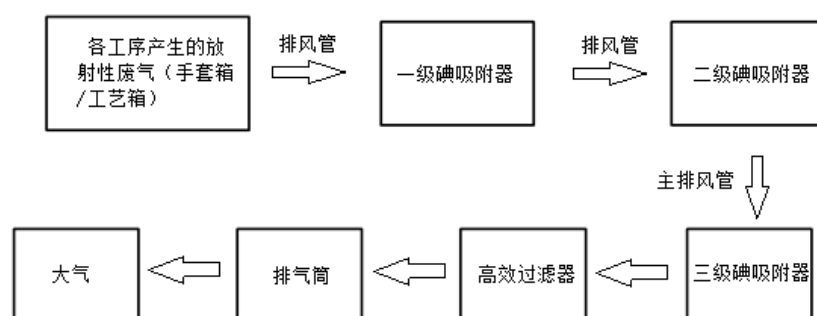 各工序产生的放
射性废气（手套箱
/工艺箱）
排风管
一级碘吸附器
排风管
二级碘吸附器
主排风管
三级碘吸附器
高效过滤器
排气筒
大气